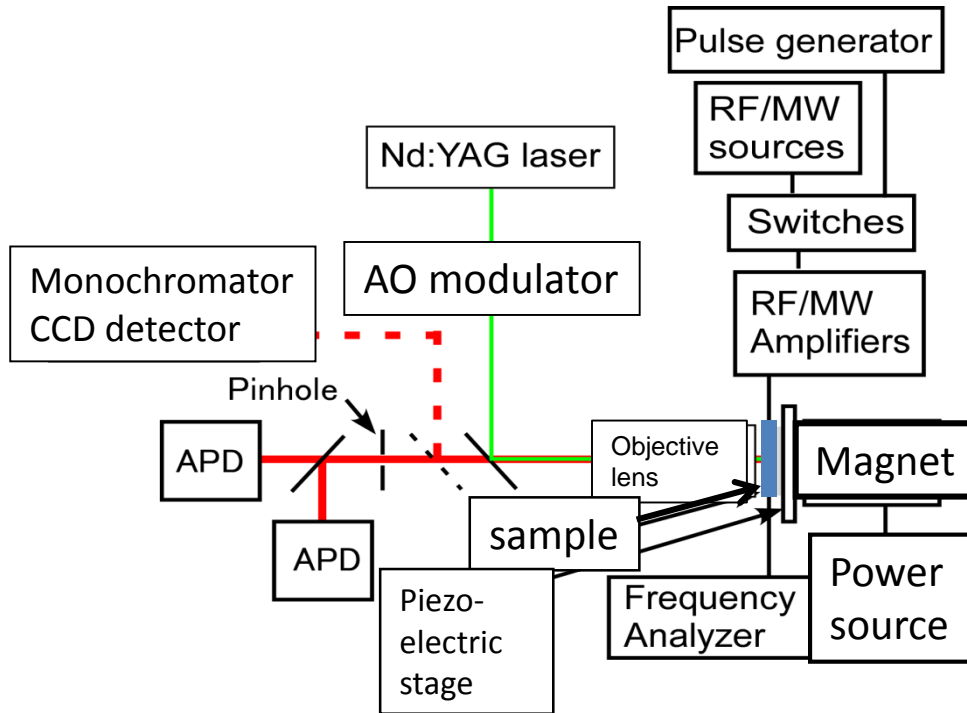 Pulse generator
RF/MW
sources
Nd:YAG laser
Switches
Monochromator
CCD detector
AO modulator
RF/MW
Amplifiers
Pinhole
APD
Objective
lens
Magnet
sample
APD
Piezo-
electric
stage
Frequency
Analyzer
Power
source